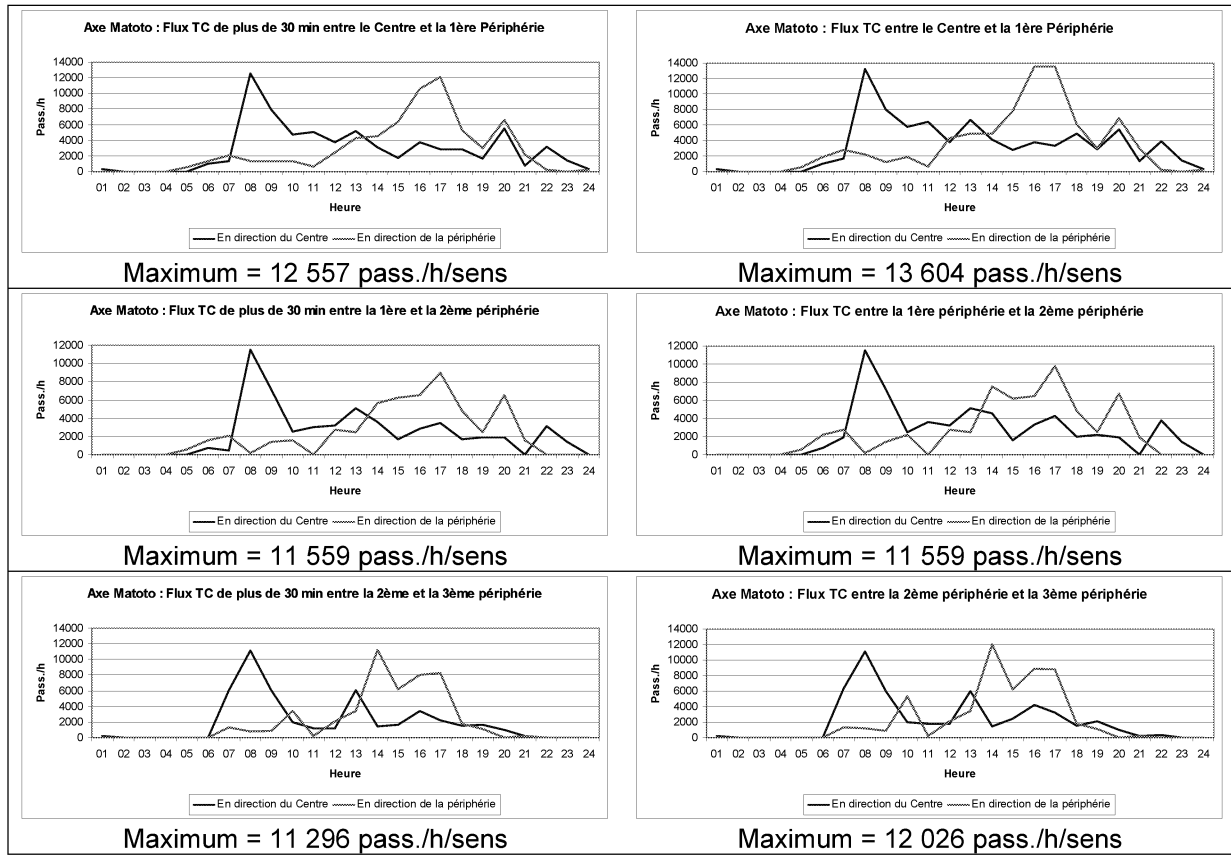 Axe Matoto : Flux TC de plus de 30 min entre le Centre et la 1ère Périphérie
Pass./h
14000
12000
10000
8000
6000
4000
2000
0
01 02 03 04 05 06 07 08 09 10 11 12 13 14 15 16 17 18 19 20 21 22 23 24
Heure
En direction du Centre En direction de la périphérie
Maximum = 12 557 pass./h/sens
Axe Matoto : Flux TC entre le Centre et la 1ère Périphérie
Pass./h
14000
12000
10000
8000
6000
4000
2000
0
01 02 03 04 05 06 07 08 09 10 11 12 13 14 15 16 17 18 19 20 21 22 23 24
Heure
En direction du Centre En direction de la périphérie
Maximum = 13 604 pass./h/sens
Axe Matoto : Flux TC de plus de 30 min entre la 1ère et la 2ème périphérie
Pass./h
12000
10000
8000
6000
4000
2000
0
01 02 03 04 05 06 07 08 09 10 11 12 13 14 15 16 17 18 19 20 21 22 23 24
Heure
En direction du Centre En direction de la périphérie
Maximum = 11 559 pass./h/sens
Axe Matoto : Flux TC entre la 1ère périphérie et la 2ème périphérie
Pass./h
12000
10000
8000
6000
4000
2000
0
01 02 03 04 05 06 07 08 09 10 11 12 13 14 15 16 17 18 19 20 21 22 23 24
Heure
En direction du Centre En direction de la périphérie
Maximum = 11 559 pass./h/sens
Axe Matoto : Flux TC de plus de 30 min entre la 2ème et la 3ème périphérie
Pass./h
14000
12000
10000
8000
6000
4000
2000
0
01 02 03 04 05 06 07 08 09 10 11 12 13 14 15 16 17 18 19 20 21 22 23 24
Heure
En direction du Centre En direction de la périphérie
Maximum = 11 296 pass./h/sens
Axe Matoto : Flux TC entre la 2ème périphérie et la 3ème périphérie
Pass./h
14000
12000
10000
8000
6000
4000
2000
0
01 02 03 04 05 06 07 08 09 10 11 12 13 14 15 16 17 18 19 20 21 22 23 24
Heure
En direction du Centre En direction de la périphérie
Maximum = 12 026 pass./h/sens